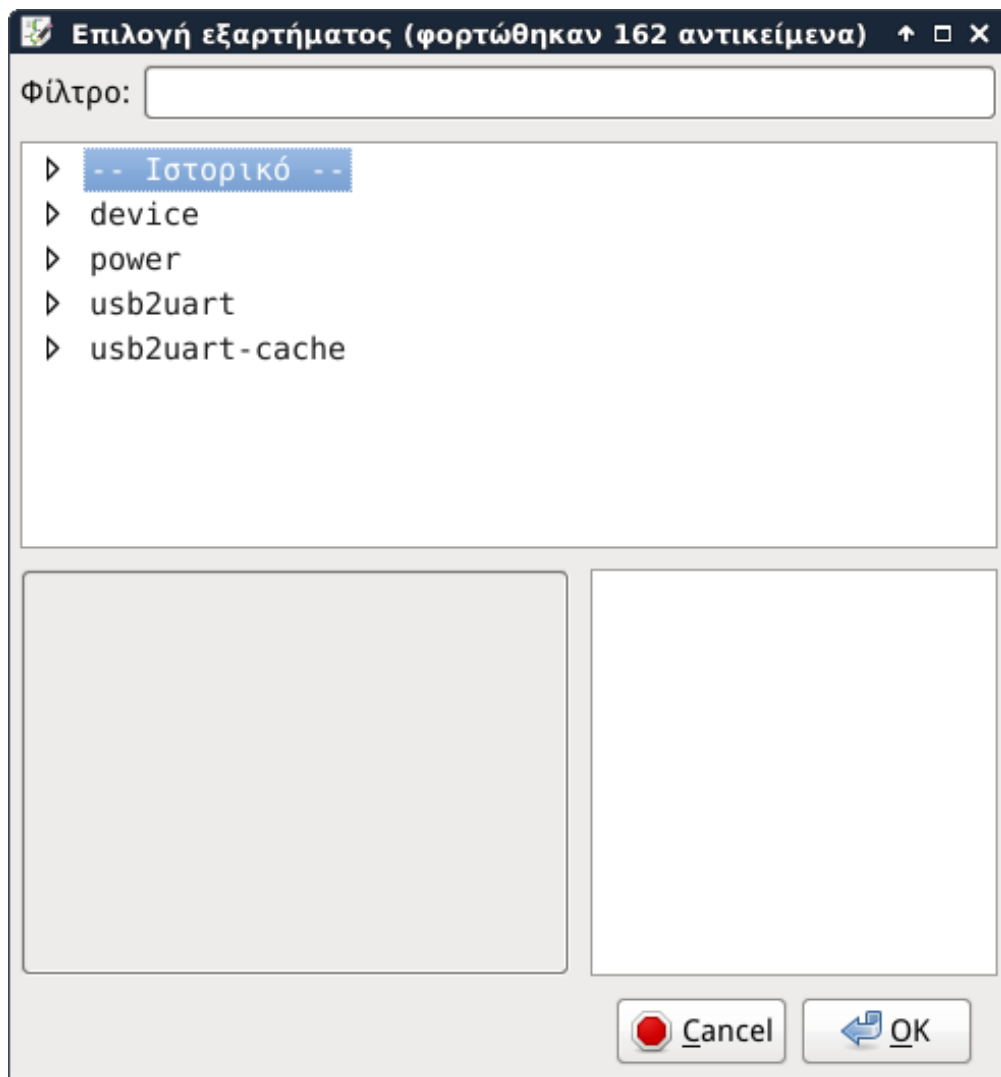 Επιλογή εξαρτήματος (φορτώθηκαν 162 αντικείμενα)
Φίλτρο:
-- Ιστορικό --
device
power
usb2uart
usb2uart-cache
Cancel
OK